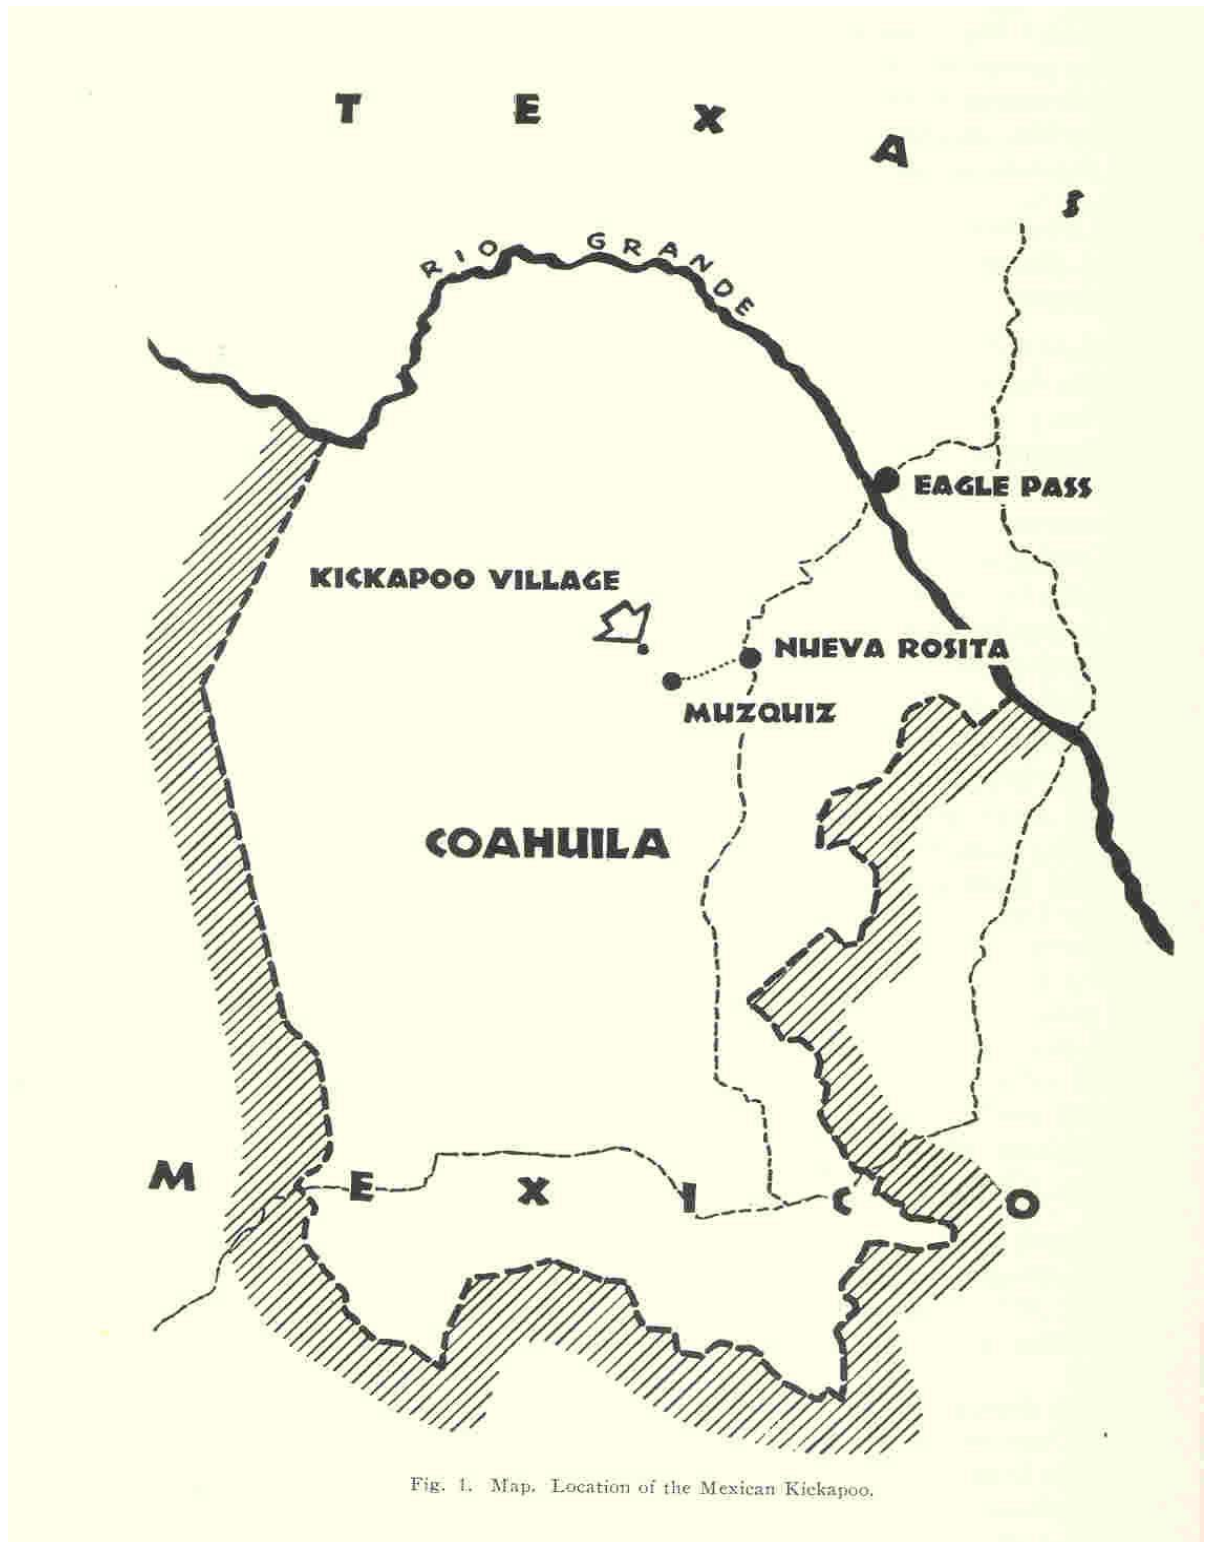 T E X A S
RIO GRANDE
EAGLE PASS
KICKAPOO VILLAGE
NUEVA ROSITA
MUZQUIZ
COAHUILA
M E X I C O
Fig. 1. Map. Location of the Mexican Kickapoo.